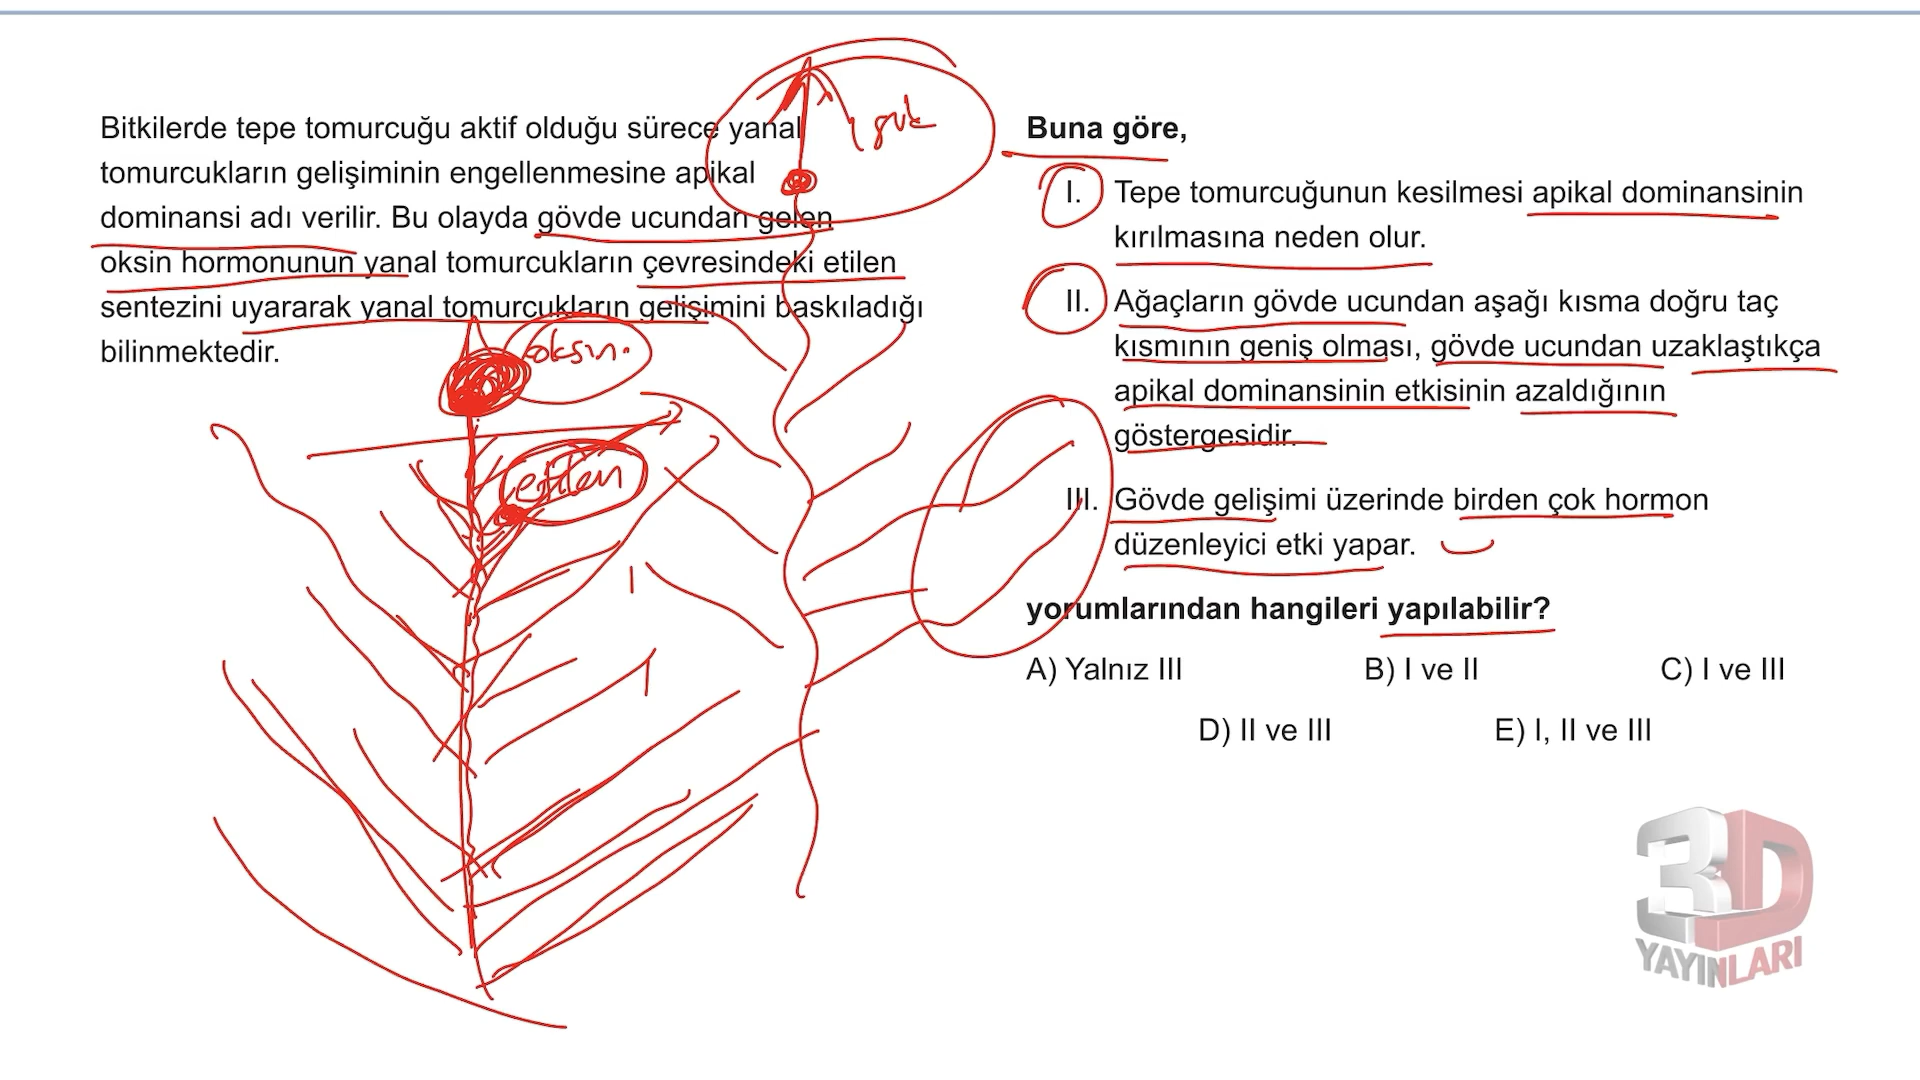 Bitkilerde tepe tomurcuğu aktif olduğu sürece yanal
tomurcukların gelişiminin engellenmesine apikal
dominansi adı verilir. Bu olayda gövde ucundan gelen
oksin hormonunun yanal tomurcukların çevresindeki etilen
sentezini uyararak yanal tomurcukların gelişimini baskıladığı
bilinmektedir.
oksin.
etilen
Buna göre,
I. Tepe tomurcuğunun kesilmesi apikal dominansinin
kırılmasına neden olur.
II. Ağaçların gövde ucundan aşağı kısma doğru taç
kısmının geniş olması, gövde ucundan uzaklaştıkça
apikal dominansinin etkisinin azaldığının
göstergesidir.
III. Gövde gelişimi üzerinde birden çok hormon
düzenleyici etki yapar.
yorumlarından hangileri yapılabilir?
A) Yalnız III B) I ve II C) I ve III
D) II ve III E) I, II ve III
3D
YAYINLARI